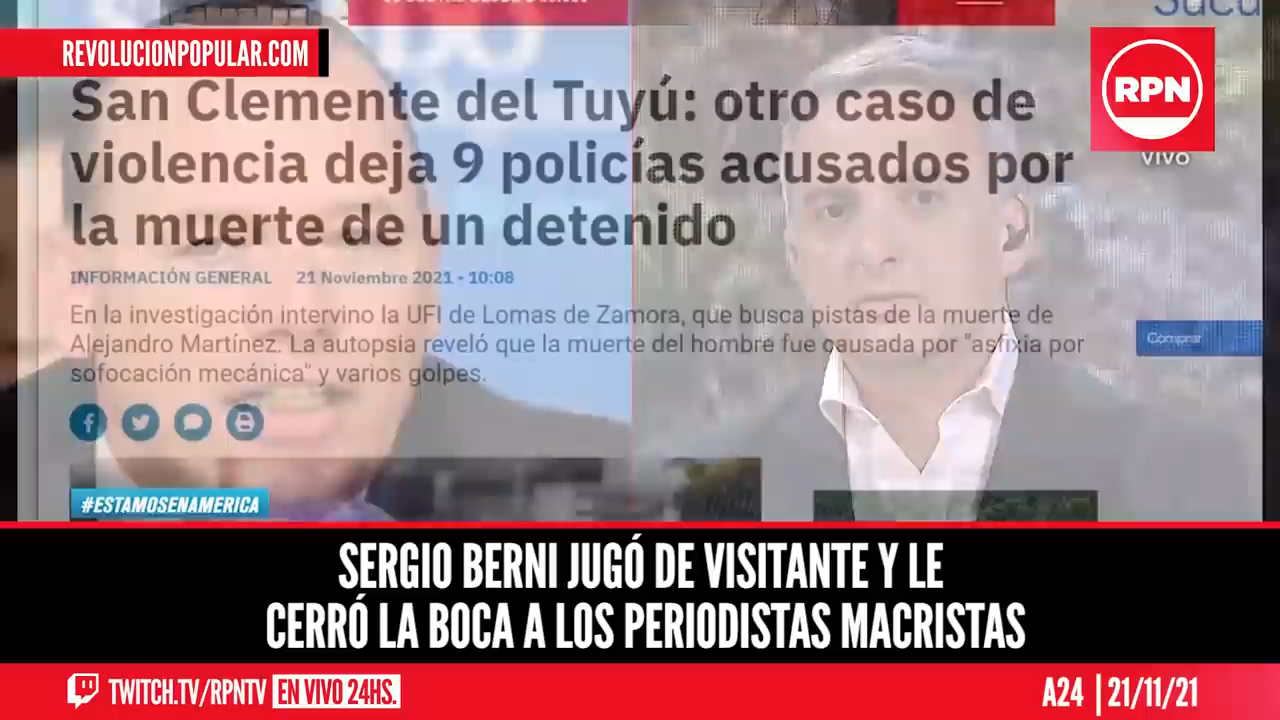 REVOLUCIONPOPULAR.COM
RPN
VIVO
San Clemente del Tuyú: otro caso de
violencia deja 9 policías acusados por
la muerte de un detenido
INFORMACIÓN GENERAL 21 Noviembre 2021 - 10:08
En la investigación intervino la UFI de Lomas de Zamora, que busca pistas de la muerte de
Alejandro Martínez. La autopsia reveló que la muerte del hombre fue causada por "asfixia por
sofocación mecánica" y varios golpes.
Comprar
#ESTAMOSENAMERICA
SERGIO BERNI JUGÓ DE VISITANTE Y LE
CERRÓ LA BOCA A LOS PERIODISTAS MACRISTAS
TWITCH.TV/RPNTV EN VIVO 24HS.
A24 | 21/11/21